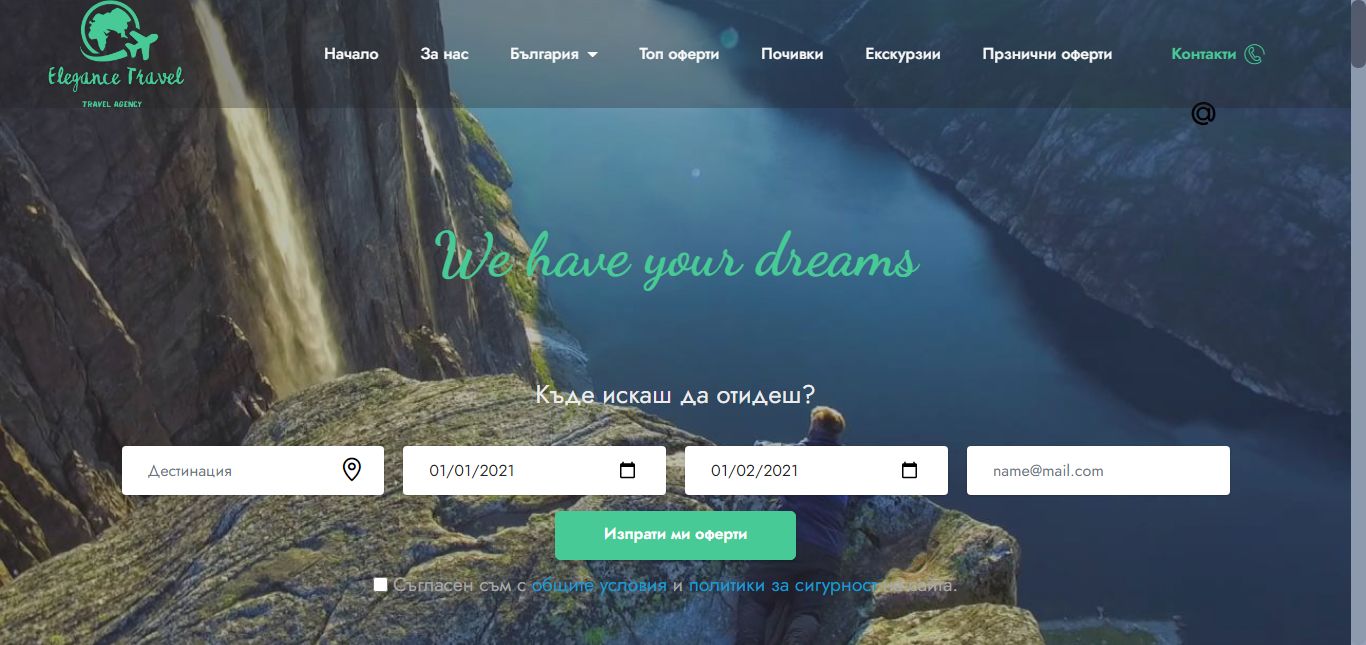 Elegance Travel
TRAVEL AGENCY
Начало За нас България Топ оферти Почивки Екскурзии Прзнични оферти Контакти
@
We have your dreams
Къде искаш да отидеш?
Дестинация 01/01/2021 01/02/2021 name@mail.com
Изпрати ми оферти
Съгласен съм с общите условия и политики за сигурност на сайта.